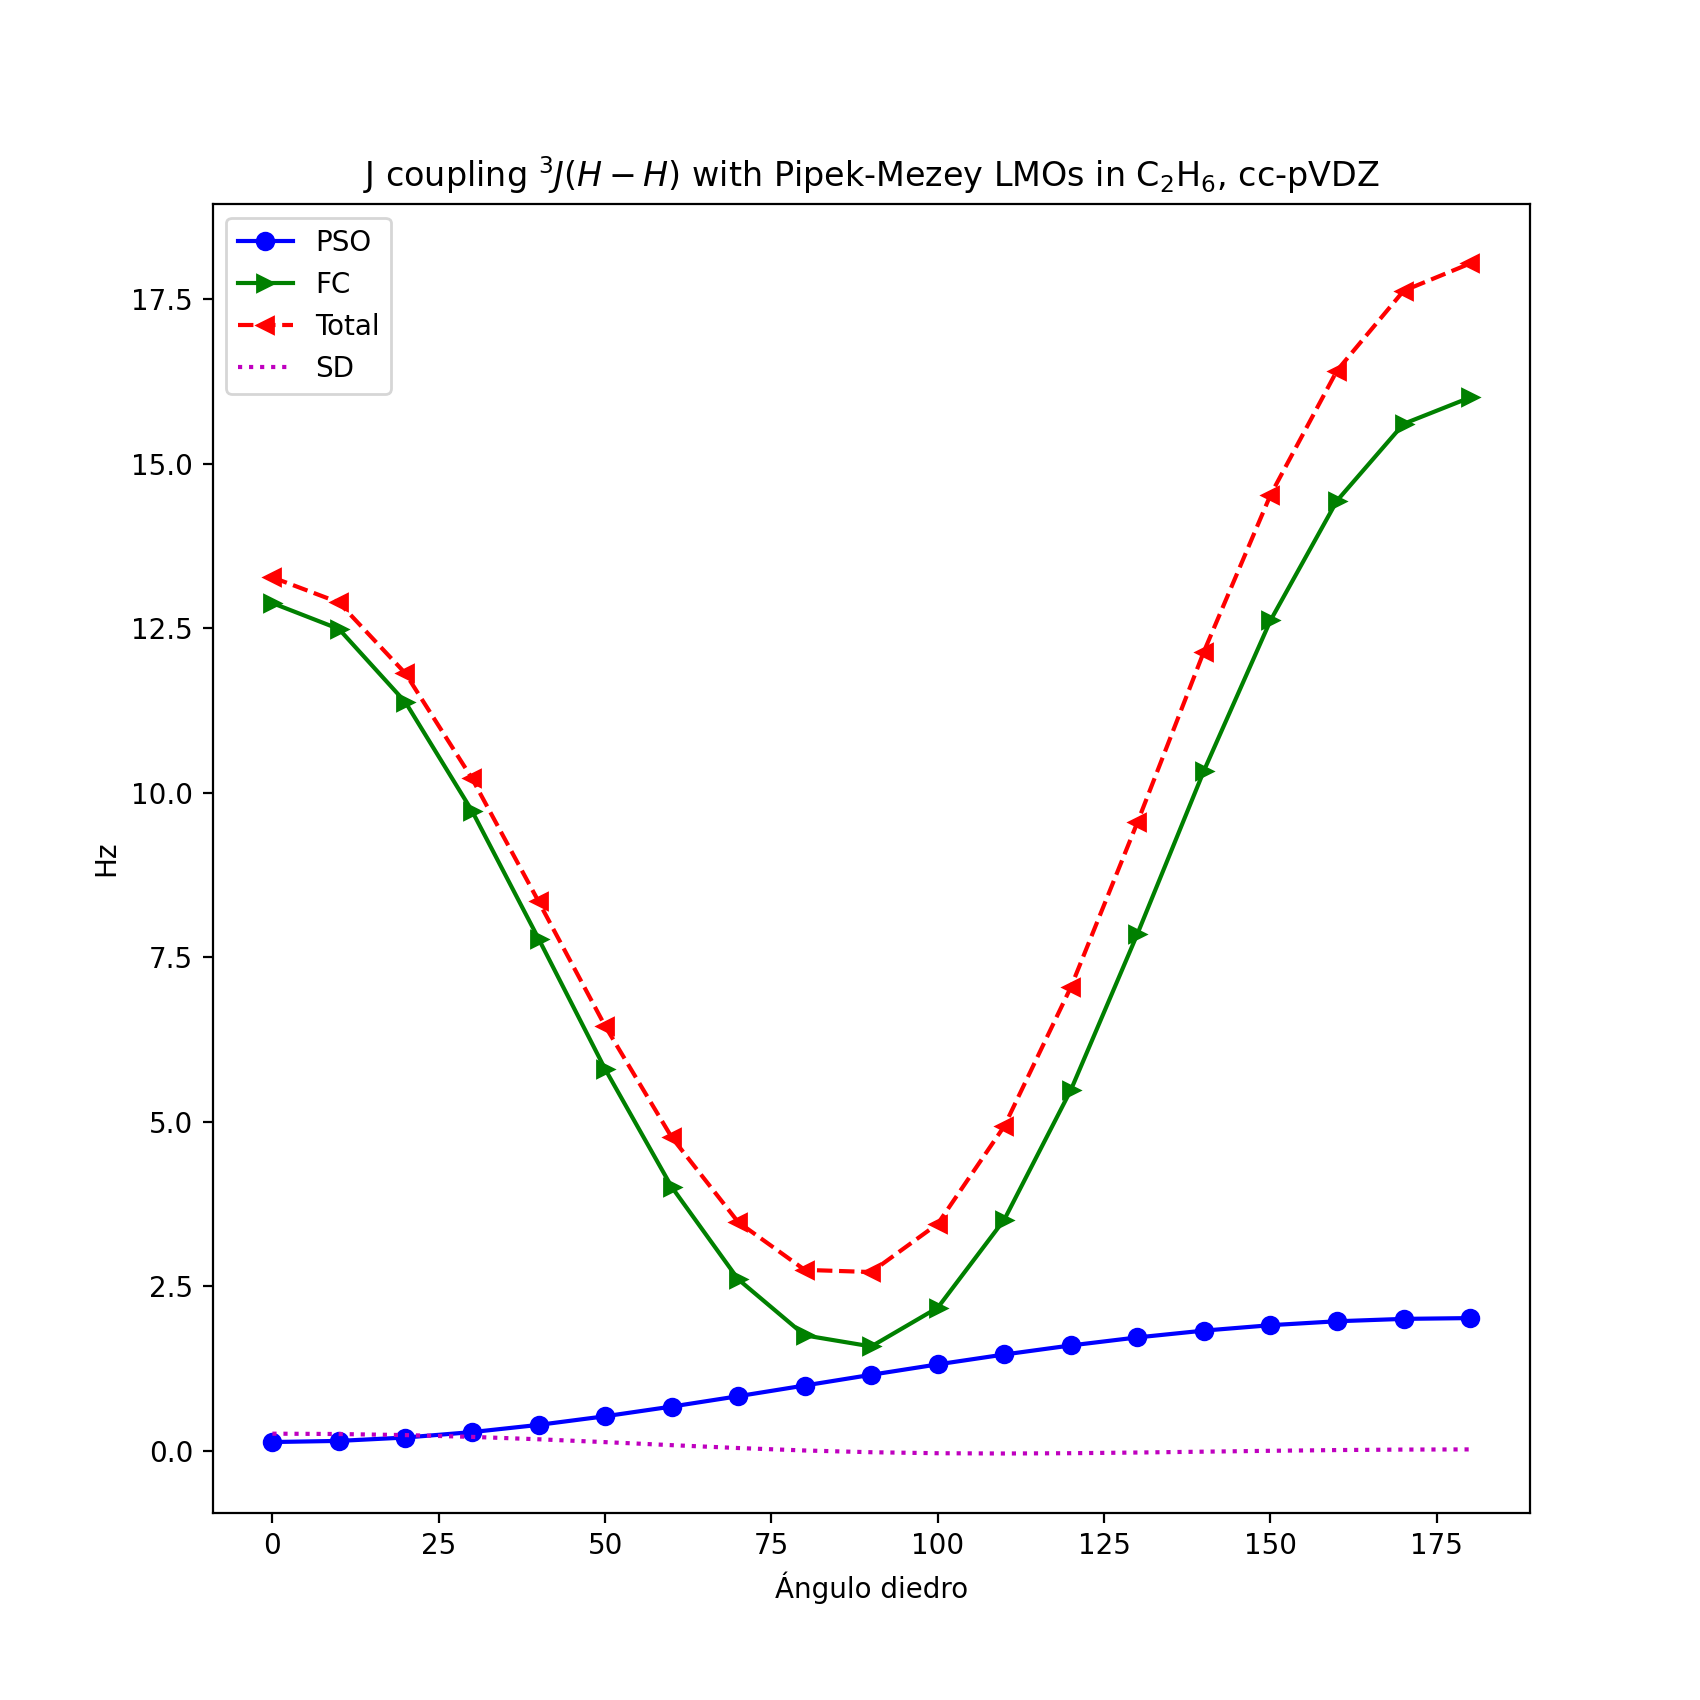 J coupling ³J(H − H) with Pipek-Mezey LMOs in C₂H₆, cc-pVDZ
PSO
FC
Total
SD
17.5
15.0
12.5
10.0
7.5
5.0
2.5
0.0
Hz
0 25 50 75 100 125 150 175
Ángulo diedro